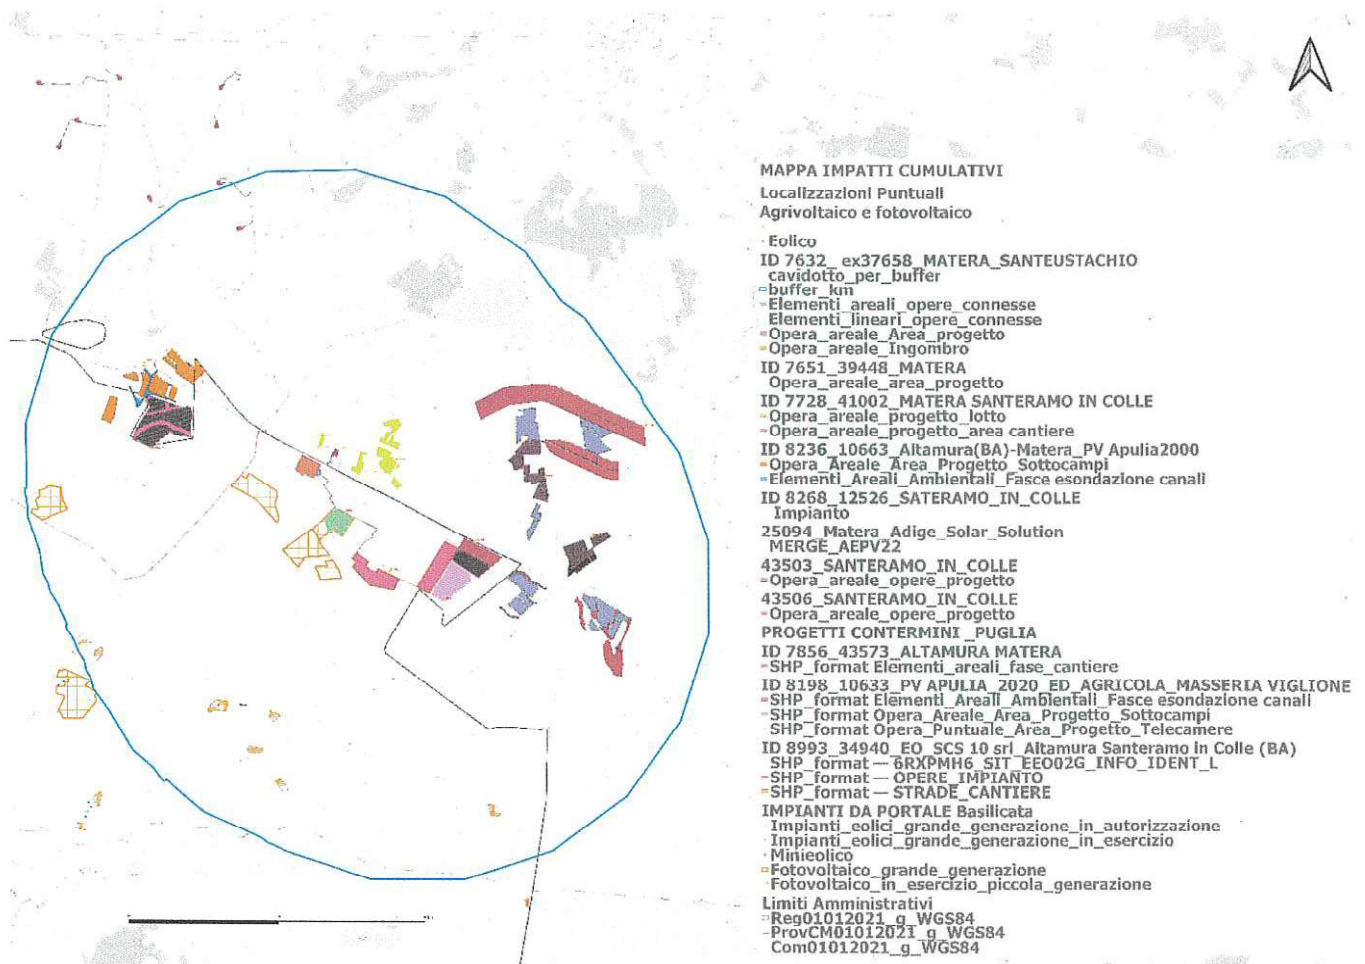 MAPPA IMPATTI CUMULATIVI
Localizzazioni Puntuali
Agrivoltaico e fotovoltaico
Eolico
ID 7632_ ex37658_MATERA_SANTEUSTACHIO
cavidotto_per_buffer
buffer_km
Elementi_areali_opere_connesse
Elementi_lineari_opere_connesse
Opera_areale_Area_progetto
Opera_areale_Ingombro
ID 7651_39448_MATERA
Opera_areale_area_progetto
ID 7728_41002_MATERA SANTERAMO IN COLLE
Opera_areale_progetto_lotto
Opera_areale_progetto_area cantiere
ID 8236_10663_Altamura(BA)-Matera_PV Apulia2000
Opera_Areale_Area_Progetto_Sottocampi
Elementi_Areali_Ambientali_Fasce esondazione canali
ID 8268_12526_SATERAMO_IN_COLLE
Impianto
25094_Matera_Adige_Solar_Solution
MERGE_AEPV22
43503_SANTERAMO_IN_COLLE
Opera_areale_opere_progetto
43506_SANTERAMO_IN_COLLE
Opera_areale_opere_progetto
PROGETTI CONTERMINI_PUGLIA
ID 7856_43573_ALTAMURA MATERA
SHP_format Elementi_areali_fase_cantiere
ID 8198_10633_PV APULIA_2020_ED_AGRICOLA_MASSERIA VIGLIONE
SHP_format Elementi_Areali_Ambientali_Fasce esondazione canali
SHP_format Opera_Areale_Area_Progetto_Sottocampi
SHP_format Opera_Puntuale_Area_Progetto_Telecamere
ID 8993_34940_EO_SCS 10 srl_Altamura Santeramo in Colle (BA)
SHP_format — 6RXPMH6_SIT_EEO02G_INFO_IDENT_L
SHP_format — OPERE_IMPIANTO
SHP_format — STRADE_CANTIERE
IMPIANTI DA PORTALE Basilicata
Impianti_eolici_grande_generazione_in_autorizzazione
Impianti_eolici_grande_generazione_in_esercizio
Minieolico
Fotovoltaico_grande_generazione
Fotovoltaico_in_esercizio_piccola_generazione
Limiti Amministrativi
Reg01012021_g_WGS84
ProvCM01012021_g_WGS84
Com01012021_g_WGS84